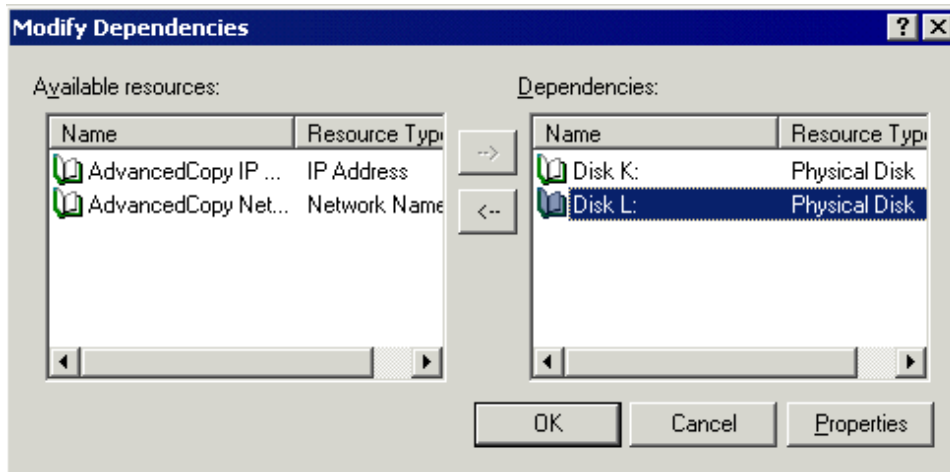 Modify Dependencies
Available resources: Dependencies:
Name Resource Typ Name Resource Typ
AdvancedCopy IP ... IP Address --> Disk K: Physical Disk
AdvancedCopy Net... Network Name <-- Disk L: Physical Disk
OK Cancel Properties